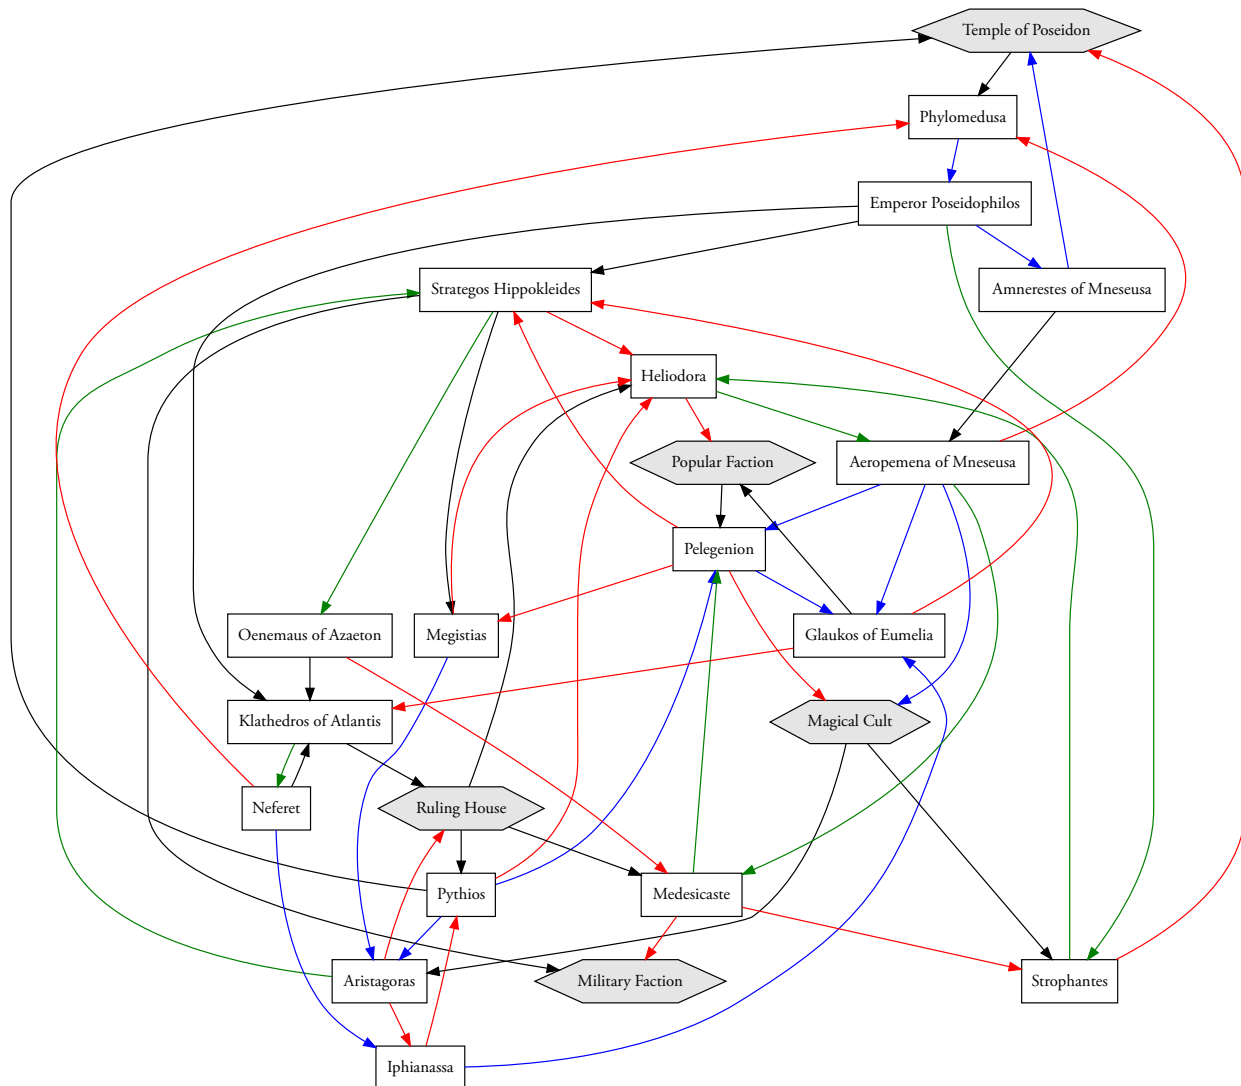 Temple of Poseidon
Phylomedusa
Emperor Poseidophilos
Strategos Hippokleides
Amnerestes of Mneseusa
Heliodora
Popular Faction
Aeropemena of Mneseusa
Pelegenion
Oenemaus of Azaeton
Megistias
Glaukos of Eumelia
Klathedros of Atlantis
Magical Cult
Neferet
Ruling House
Pythios
Medesicaste
Aristagoras
Military Faction
Strophantes
Iphianassa